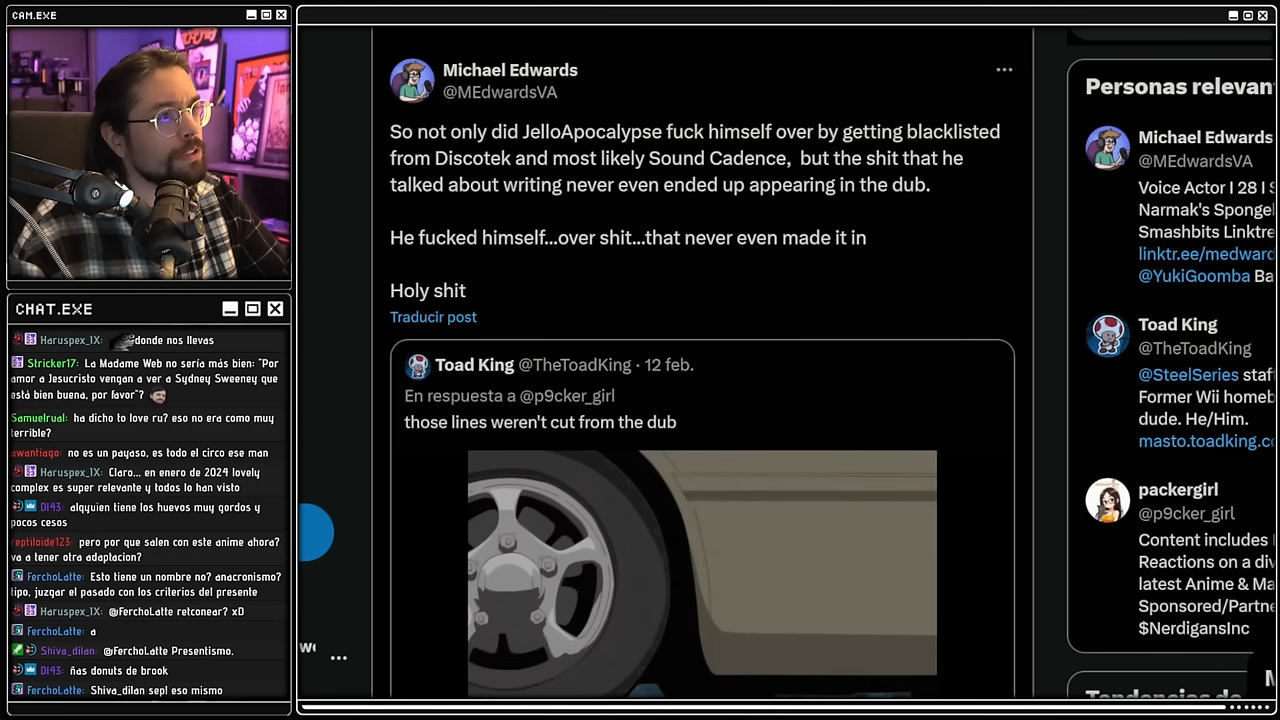 CAM.EXE
CHAT.EXE
Haruspex_IX: donde nos llevas
Stricker17: La Madame Web no sería más bien: "Por
amor a Jesucristo vengan a ver a Sydney Sweeney que
está bien buena, por favor"?
Samuelrual: ha dicho to love ru? eso no era como muy
terrible?
awantiago: no es un payaso, es todo el circo ese man
Haruspex_IX: Claro... en enero de 2024 lovely
complex es super relevante y todos lo han visto
D143: alquyien tiene los huevos muy gordos y
pocos cesos
reptiloide123: pero por que salen con este anime ahora?
va a tener otra adaptacion?
FerchoLatte: Esto tiene un nombre no? anacronismo?
tipo, juzgar el pasado con los criterios del presente
Haruspex_IX: @FerchoLatte retconear? xD
FerchoLatte: a
Shiva_dilan: @FerchoLatte Presentismo.
D143: ñas donuts de brook
FerchoLatte: Shiva_dilan sepl eso mismo
Michael Edwards
@MEdwardsVA
So not only did JelloApocalypse fuck himself over by getting blacklisted
from Discotek and most likely Sound Cadence, but the shit that he
talked about writing never even ended up appearing in the dub.
He fucked himself...over shit...that never even made it in
Holy shit
Traducir post
Toad King @TheToadKing · 12 feb.
En respuesta a @p9cker_girl
those lines weren't cut from the dub
Personas relevan
Michael Edwards
@MEdwardsVA
Voice Actor I 28 I S
Narmak's Spongel
Smashbits Linktre
linktr.ee/medward
@YukiGoomba Ba
Toad King
@TheToadKing
@SteelSeries staf
Former Wii homeb
dude. He/Him.
masto.toadking.c
packergirl
@p9cker_girl
Content includes
Reactions on a div
latest Anime & Ma
Sponsored/Partne
$NerdigansInc
Tendencias de